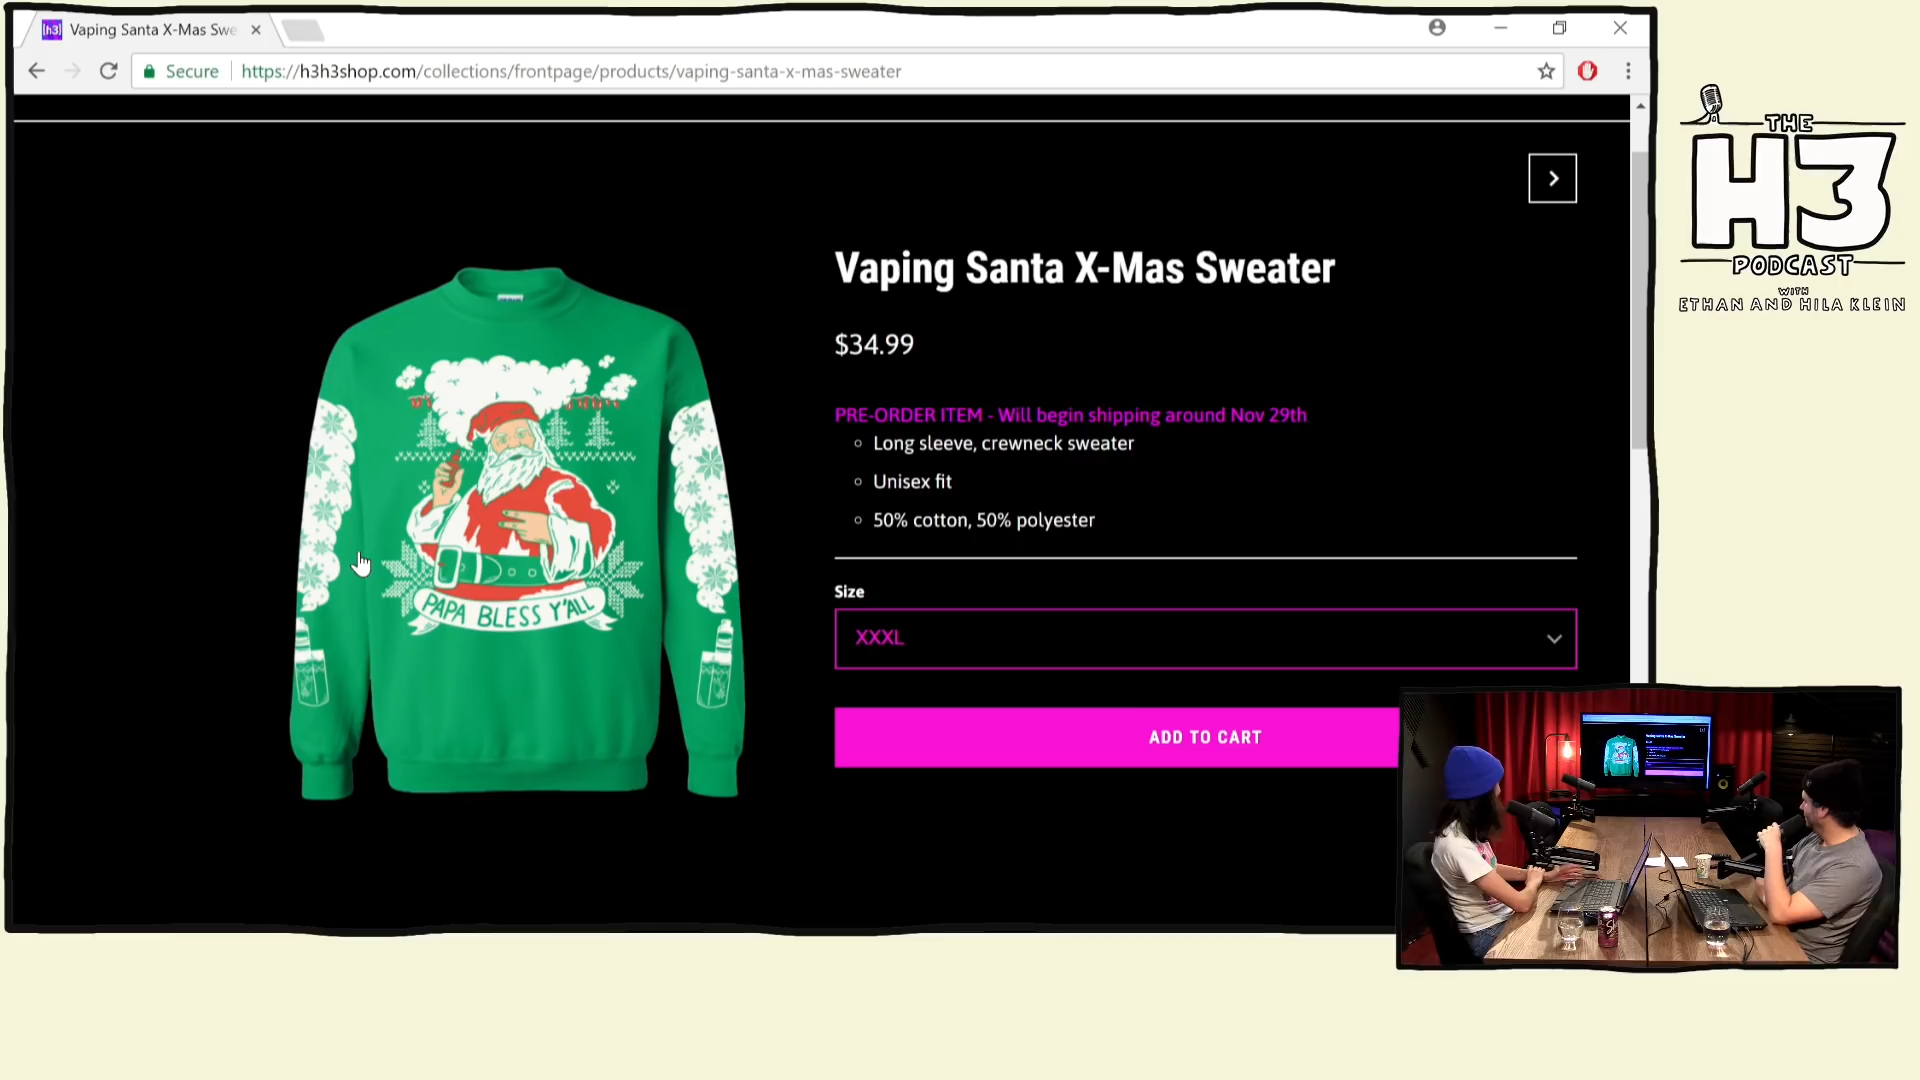 [h3] Vaping Santa X-Mas Swe
Secure https://h3h3shop.com/collections/frontpage/products/vaping-santa-x-mas-sweater
THE
H3
PODCAST
WITH
ETHAN AND HILA KLEIN
Vaping Santa X-Mas Sweater
$34.99
PRE-ORDER ITEM - Will begin shipping around Nov 29th
Long sleeve, crewneck sweater
Unisex fit
50% cotton, 50% polyester
Size
XXXL
ADD TO CART
PAPA BLESS Y'ALL